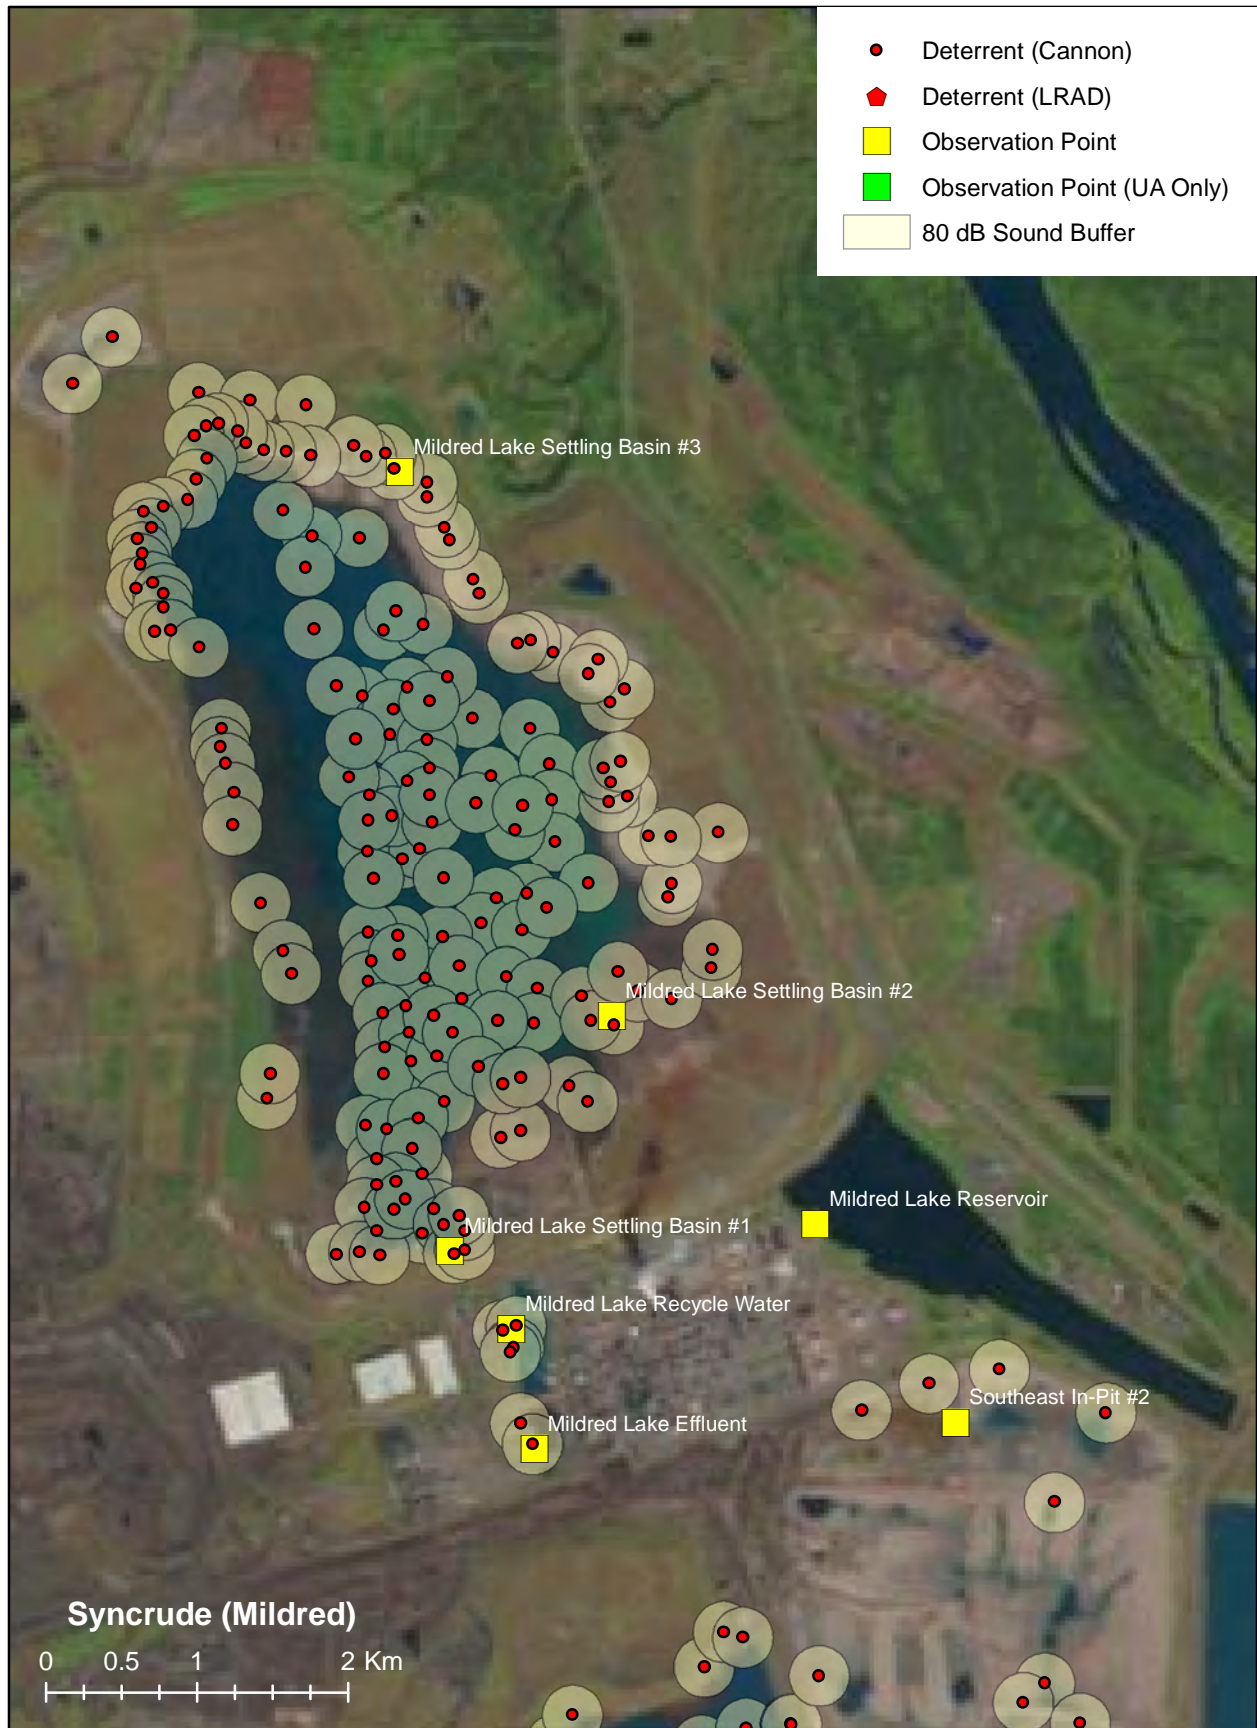 Deterrent (Cannon)
Deterrent (LRAD)
Observation Point
Observation Point (UA Only)
80 dB Sound Buffer
Mildred Lake Settling Basin #3
Mildred Lake Settling Basin #2
Mildred Lake Reservoir
Mildred Lake Settling Basin #1
Mildred Lake Recycle Water
Southeast In-Pit #2
Mildred Lake Effluent
Syncrude (Mildred)
0 0.5 1 2 Km